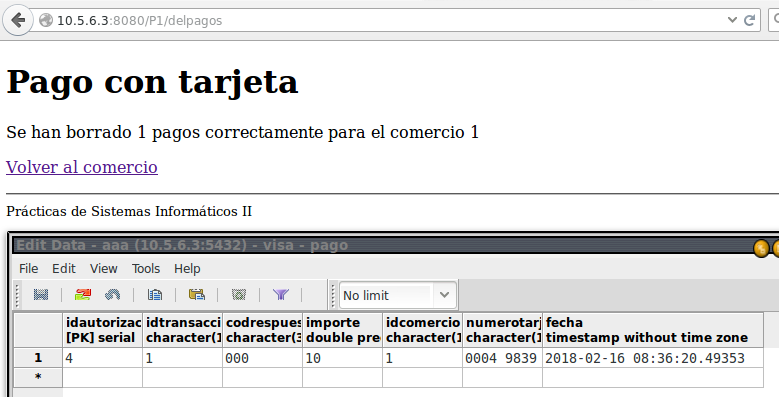 10.5.6.3:8080/P1/delpagos
Pago con tarjeta
Se han borrado 1 pagos correctamente para el comercio 1
Volver al comercio
Prácticas de Sistemas Informáticos II
Edit Data - aaa (10.5.6.3:5432) - visa - pago
File Edit View Tools Help
No limit
idautorizac idtransacci codrespues importe idcomercio numerotarj fecha
[PK] serial character(1 character(3 double pre character(1 character(1 timestamp without time zone
1 4 1 000 10 1 0004 9839 2018-02-16 08:36:20.49353
*